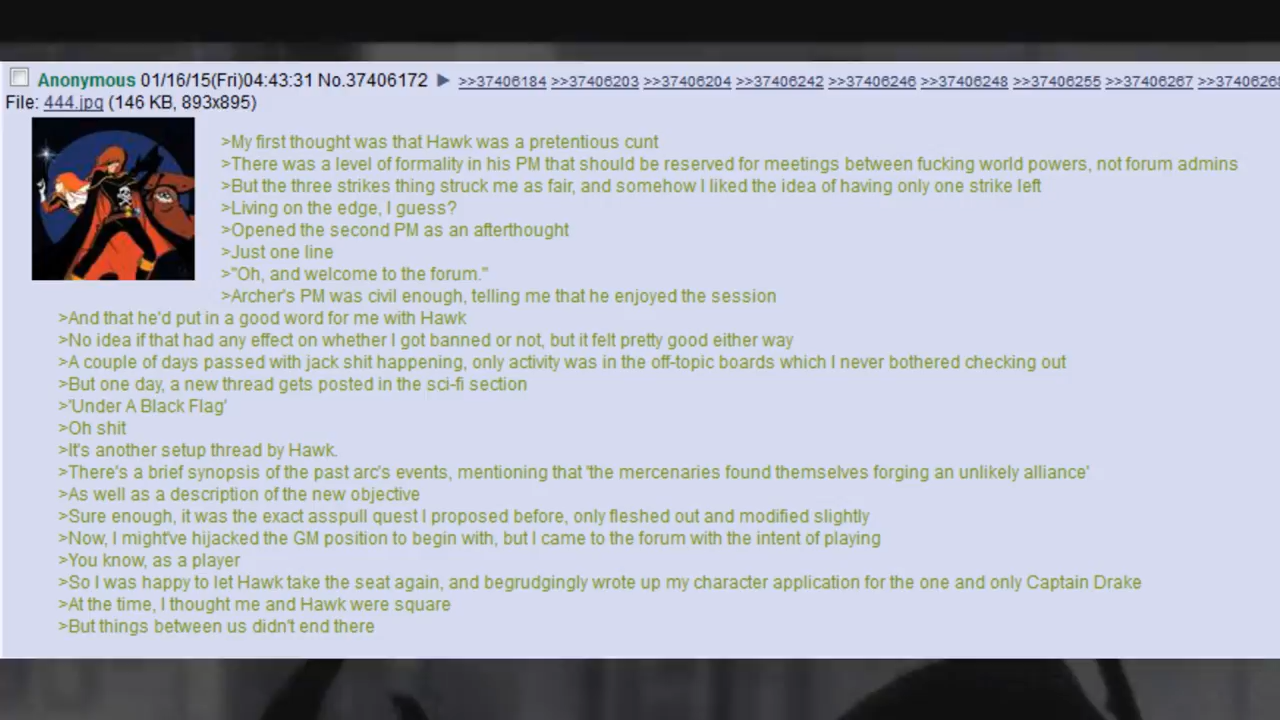 Anonymous 01/16/15(Fri)04:43:31 No.37406172 ▶ >>37406184 >>37406203 >>37406204 >>37406242 >>37406246 >>37406248 >>37406255 >>37406267 >>3740626
File: 444.jpg (146 KB, 893x895)
>My first thought was that Hawk was a pretentious cunt
>There was a level of formality in his PM that should be reserved for meetings between fucking world powers, not forum admins
>But the three strikes thing struck me as fair, and somehow I liked the idea of having only one strike left
>Living on the edge, I guess?
>Opened the second PM as an afterthought
>Just one line
>"Oh, and welcome to the forum."
>Archer's PM was civil enough, telling me that he enjoyed the session
>And that he'd put in a good word for me with Hawk
>No idea if that had any effect on whether I got banned or not, but it felt pretty good either way
>A couple of days passed with jack shit happening, only activity was in the off-topic boards which I never bothered checking out
>But one day, a new thread gets posted in the sci-fi section
>'Under A Black Flag'
>Oh shit
>It's another setup thread by Hawk.
>There's a brief synopsis of the past arc's events, mentioning that 'the mercenaries found themselves forging an unlikely alliance'
>As well as a description of the new objective
>Sure enough, it was the exact asspull quest I proposed before, only fleshed out and modified slightly
>Now, I might've hijacked the GM position to begin with, but I came to the forum with the intent of playing
>You know, as a player
>So I was happy to let Hawk take the seat again, and begrudgingly wrote up my character application for the one and only Captain Drake
>At the time, I thought me and Hawk were square
>But things between us didn't end there